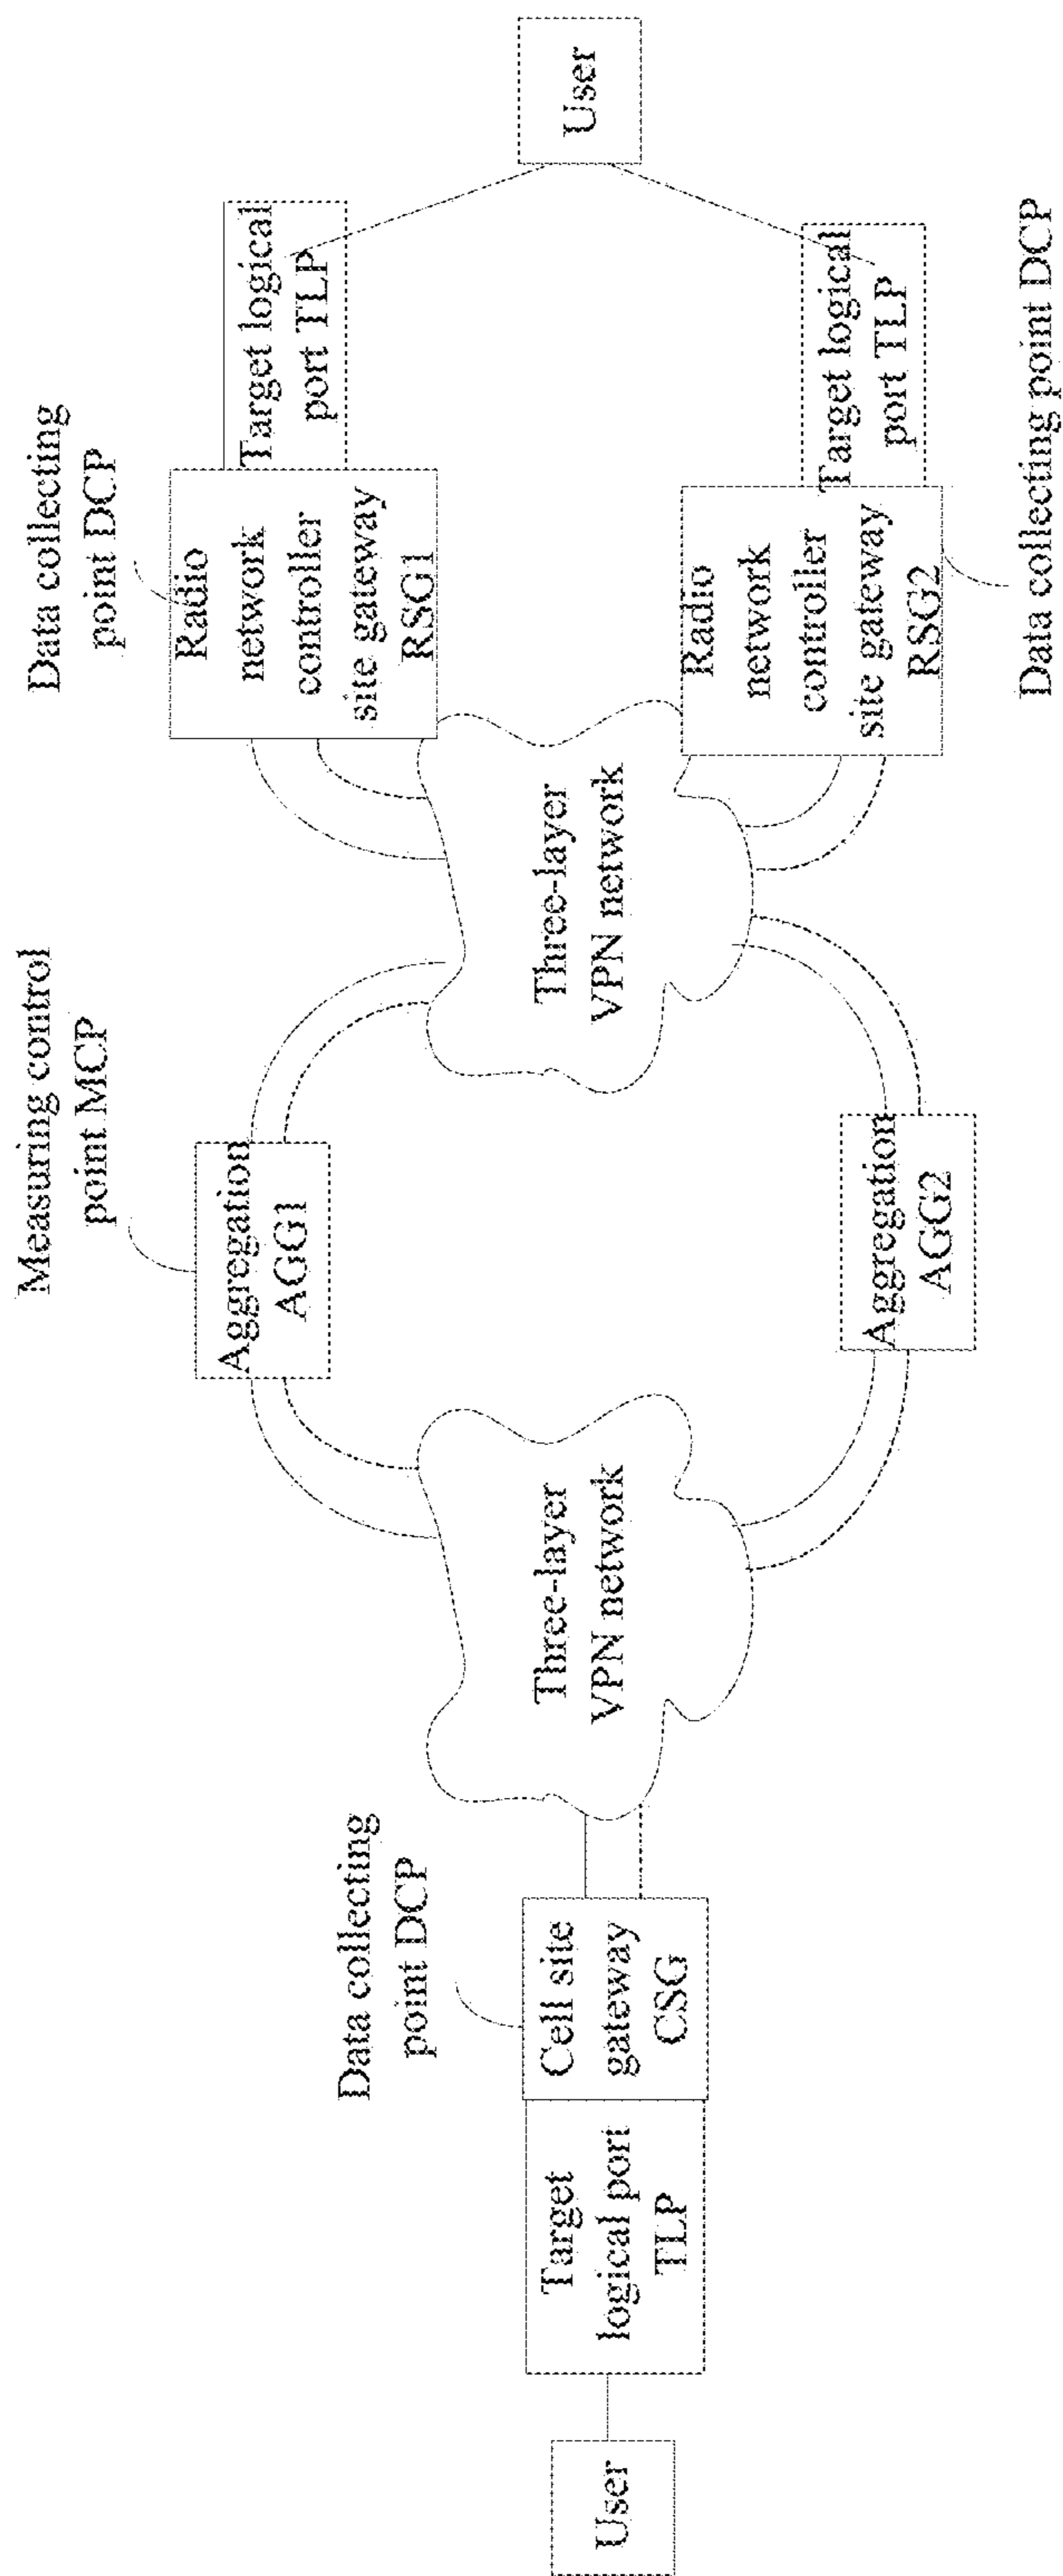 User
Target
logical port
TLP
Cell site
gateway
CSG
Data collecting
point DCP
Three-layer
VPN network
Measuring control
point MCP
Aggregation
AGG1
Aggregation
AGG2
Three-layer
VPN network
Data collecting
point DCP
Radio
network
controller
site gateway
RSG1
Target logical
port TLP
Radio
network
controller
site gateway
RSG2
Target logical
port TLP
Data collecting point DCP
User